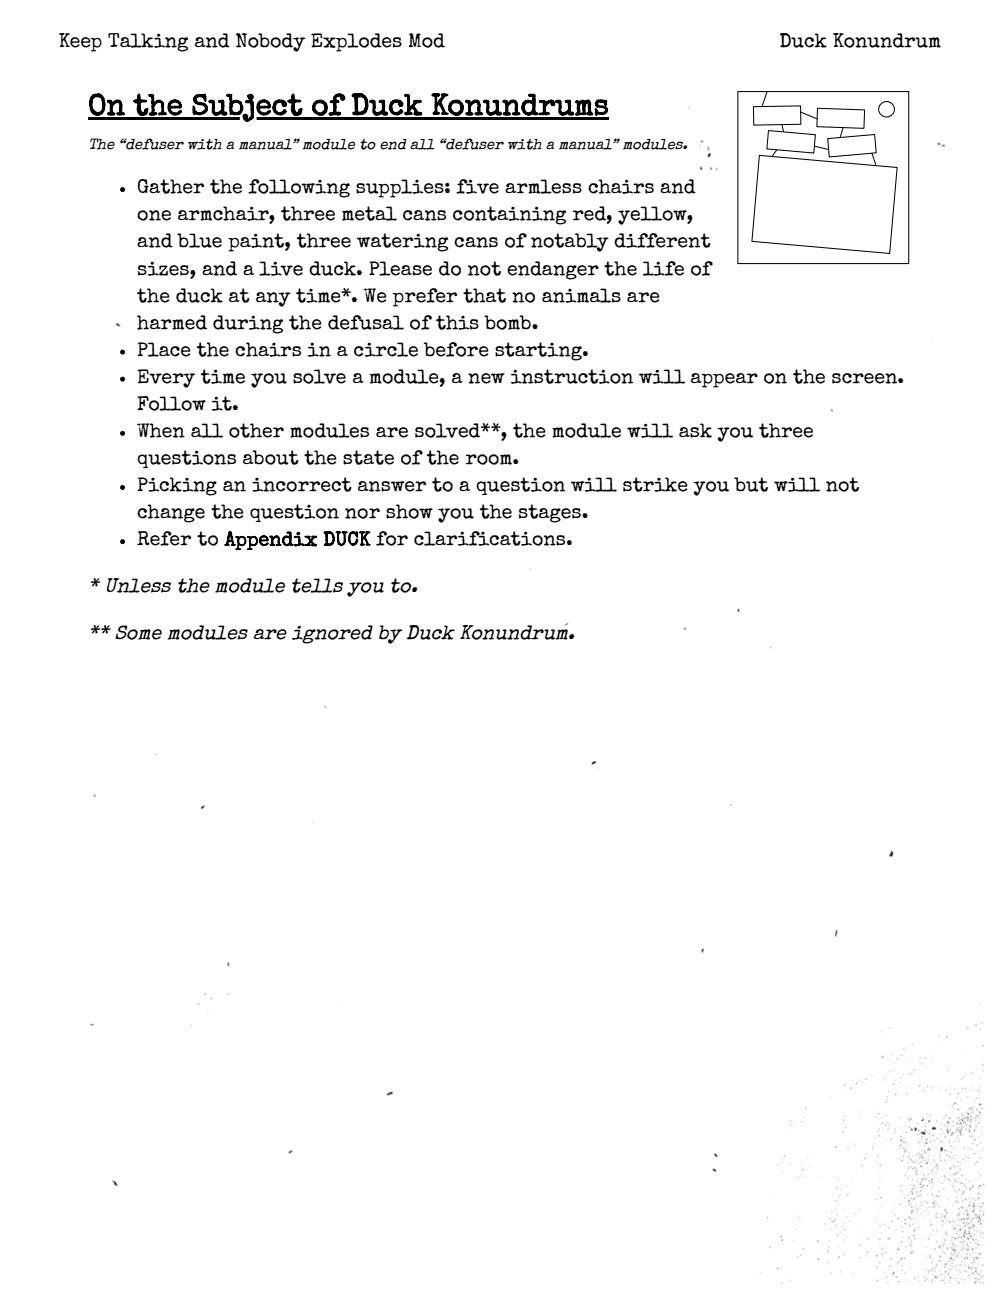 Keep Talking and Nobody Explodes Mod
Duck Konundrum
On the Subject of Duck Konundrums
The “defuser with a manual” module to end all “defuser with a manual” modules.
• Gather the following supplies: five armless chairs and
one armchair, three metal cans containing red, yellow,
and blue paint, three watering cans of notably different
sizes, and a live duck. Please do not endanger the life of
the duck at any time*. We prefer that no animals are
harmed during the defusal of this bomb.
• Place the chairs in a circle before starting.
• Every time you solve a module, a new instruction will appear on the screen.
Follow it.
• When all other modules are solved**, the module will ask you three
questions about the state of the room.
• Picking an incorrect answer to a question will strike you but will not
change the question nor show you the stages.
• Refer to Appendix DUCK for clarifications.
* Unless the module tells you to.
** Some modules are ignored by Duck Konundrum.